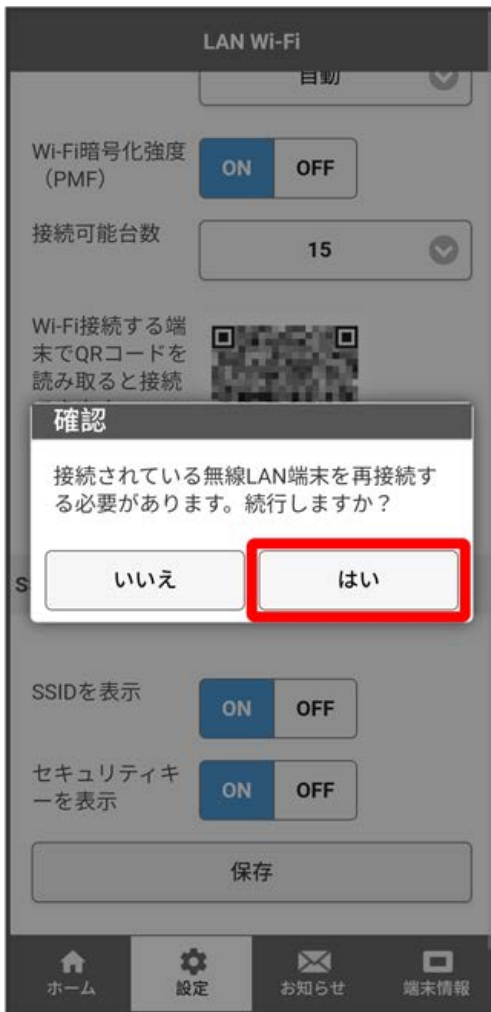 LAN Wi-Fi
自動
Wi-Fi暗号化強度
（PMF）
ON
OFF
接続可能台数
15
Wi-Fi接続する端
末でQRコードを
読み取ると接続
確認
接続されている無線LAN端末を再接続す
る必要があります。続行しますか？
いいえ
はい
S
SSIDを表示
ON
OFF
セキュリティキ
ーを表示
ON
OFF
保存
ホーム
設定
お知らせ
端末情報